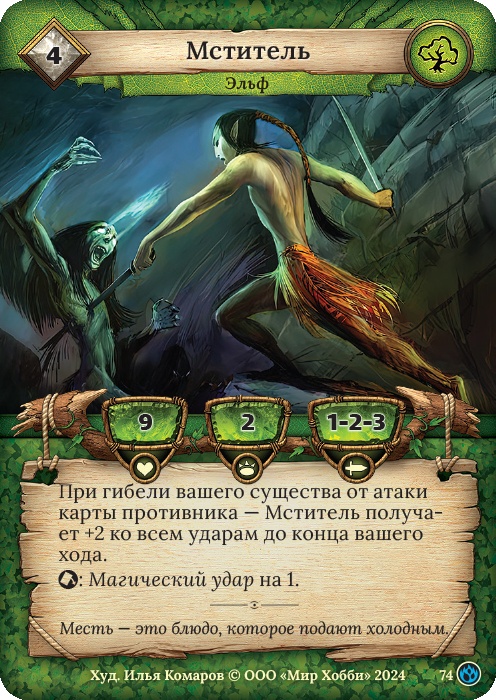 4
Мститель
Эльф
9 2 1-2-3
При гибели вашего существа от атаки
карты противника — Мститель получа-
ет +2 ко всем ударам до конца вашего
хода.
: Магический удар на 1.
Месть — это блюдо, которое подают холодным.
Худ. Илья Комаров © ООО «Мир Хобби» 2024 74